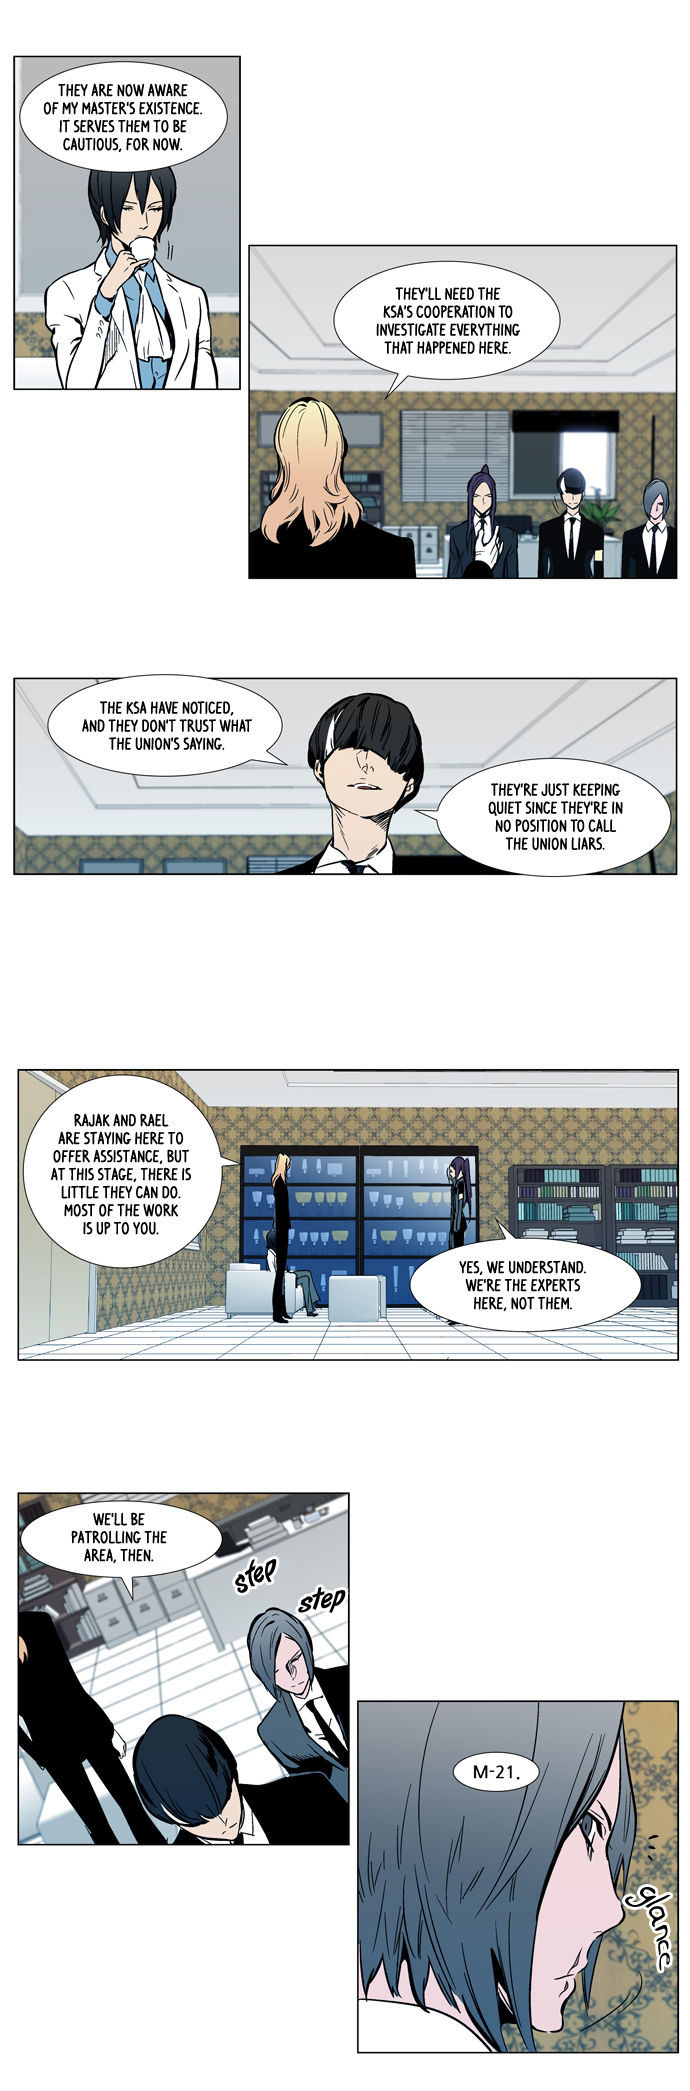 THEY ARE NOW AWARE
OF MY MASTER'S EXISTENCE.
IT SERVES THEM TO BE
CAUTIOUS, FOR NOW.
THEY'LL NEED THE
KSA'S COOPERATION TO
INVESTIGATE EVERYTHING
THAT HAPPENED HERE.
THE KSA HAVE NOTICED,
AND THEY DON'T TRUST WHAT
THE UNION'S SAYING.
THEY'RE JUST KEEPING
QUIET SINCE THEY'RE IN
NO POSITION TO CALL
THE UNION LIARS.
RAJAK AND RAEL
ARE STAYING HERE TO
OFFER ASSISTANCE, BUT
AT THIS STAGE, THERE IS
LITTLE THEY CAN DO.
MOST OF THE WORK
IS UP TO YOU.
YES, WE UNDERSTAND.
WE'RE THE EXPERTS
HERE, NOT THEM.
WE'LL BE
PATROLLING THE
AREA, THEN.
step
step
M-21.
glance